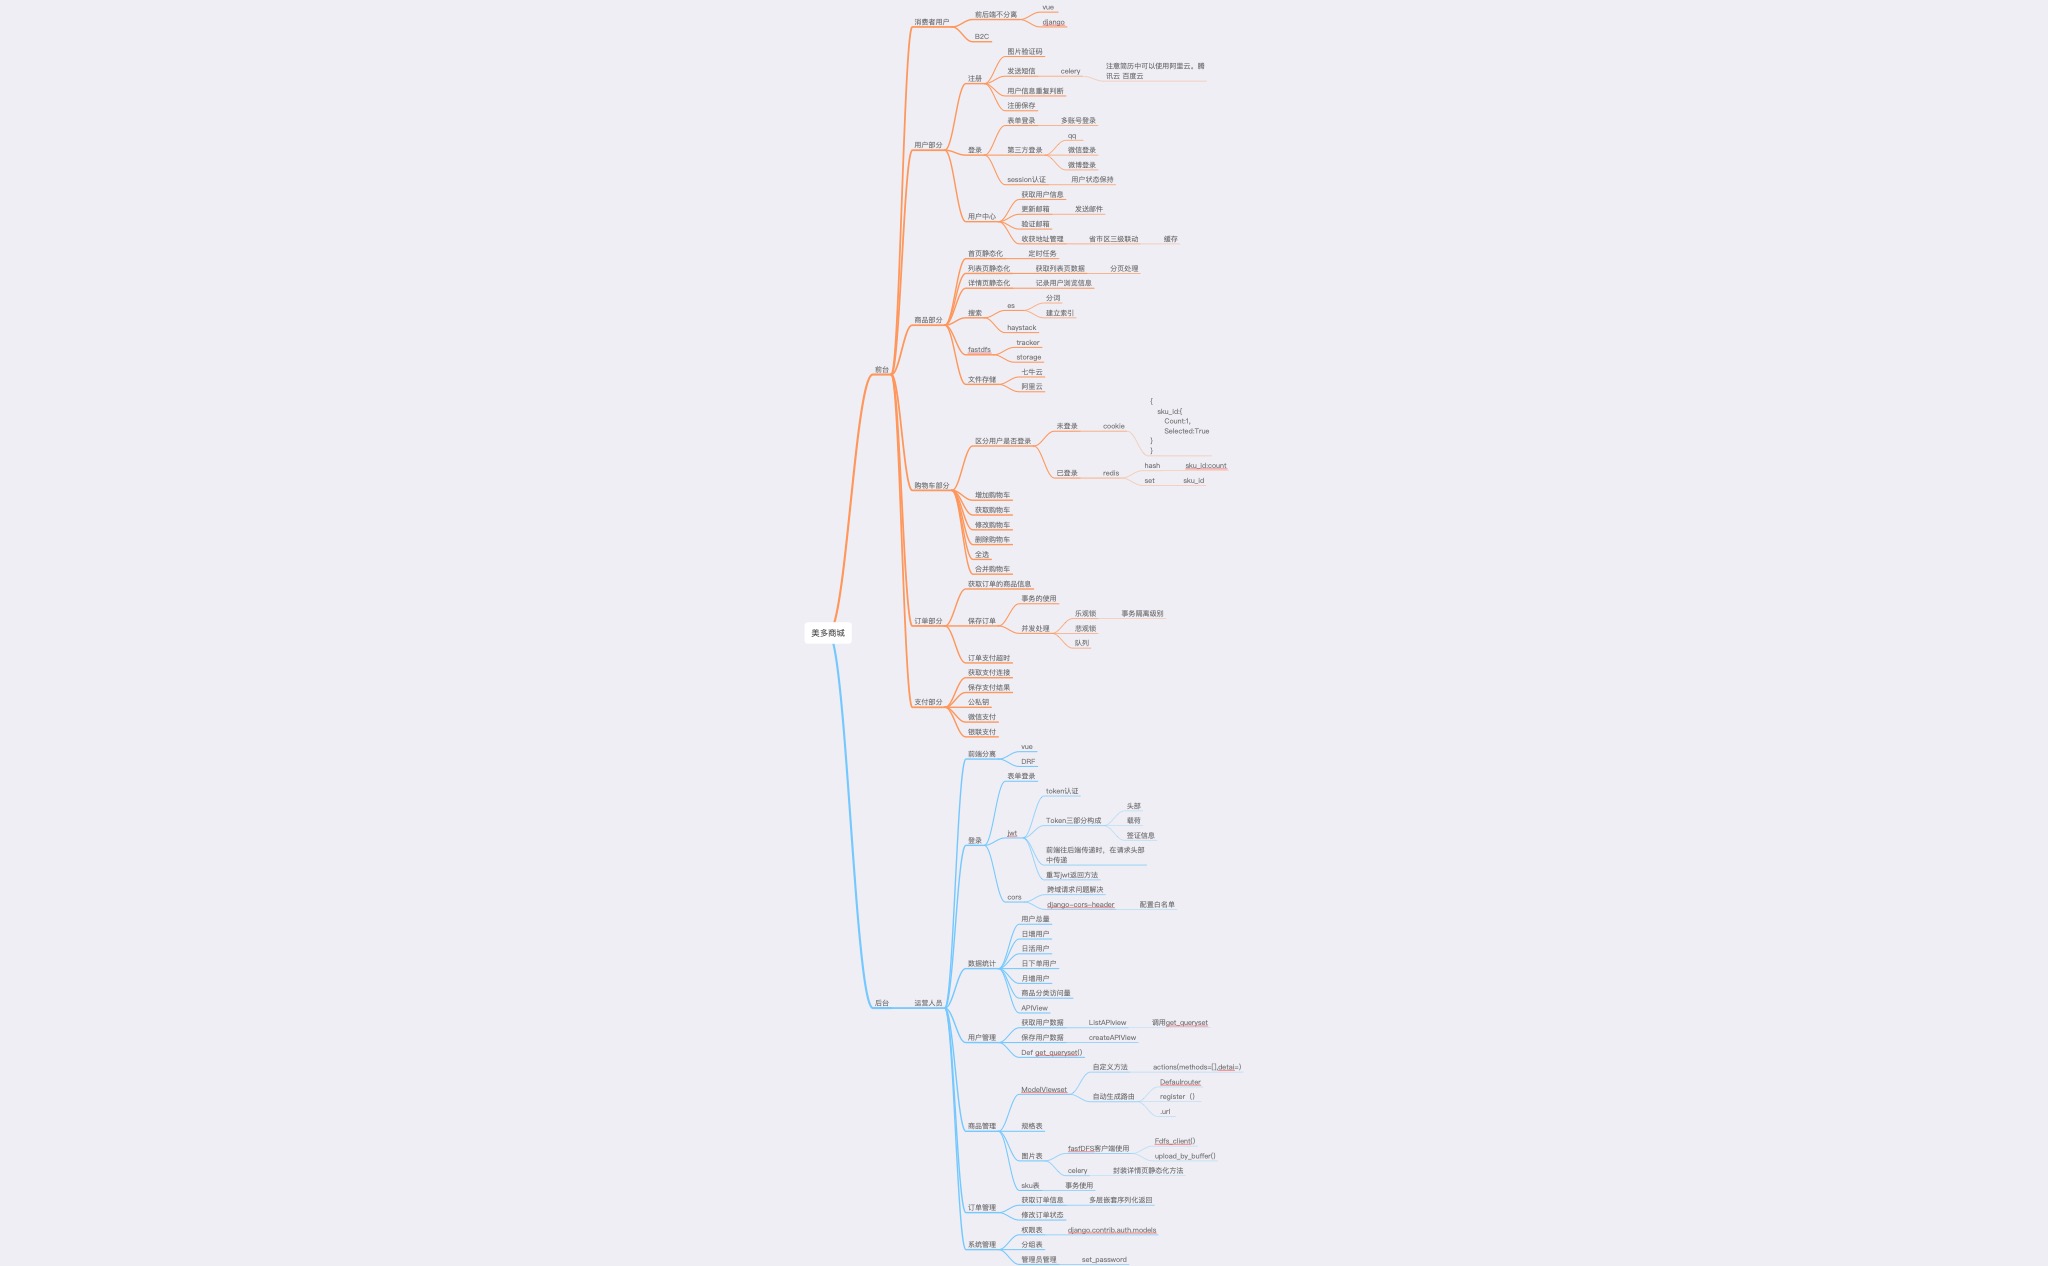 美多商城
前台
消费者用户
前后端不分离
vue
django
B2C
用户部分
注册
图片验证码
发送短信
celery
注意简历中可以使用阿里云。腾
讯云 百度云
用户信息重复判断
注册保存
登录
表单登录
多账号登录
第三方登录
qq
微信登录
微博登录
session认证
用户状态保持
用户中心
获取用户信息
更新邮箱
发送邮件
验证邮箱
收获地址管理
省市区三级联动
缓存
商品部分
首页静态化
定时任务
列表页静态化
获取列表页数据
分页处理
详情页静态化
记录用户浏览信息
搜索
es
分词
建立索引
haystack
fastdfs
tracker
storage
文件存储
七牛云
阿里云
购物车部分
区分用户是否登录
未登录
cookie
{
sku_id:{
Count:1,
Selected:True
}
}
已登录
redis
hash
sku_id:count
set
sku_id
增加购物车
获取购物车
修改购物车
删除购物车
全选
合并购物车
订单部分
获取订单的商品信息
保存订单
事务的使用
并发处理
乐观锁
事务隔离级别
悲观锁
队列
订单支付超时
支付部分
获取支付连接
保存支付结果
公私钥
微信支付
银联支付
后台
运营人员
前端分离
vue
DRF
登录
表单登录
jwt
token认证
Token三部分构成
头部
载荷
签证信息
前端往后端传递时，在请求头部
中传递
重写jwt返回方法
cors
跨域请求问题解决
django-cors-header
配置白名单
数据统计
用户总量
日增用户
日活用户
日下单用户
月增用户
商品分类访问量
APIView
用户管理
获取用户数据
ListAPIview
调用get_queryset
保存用户数据
createAPIView
Def get_queryset()
商品管理
ModelViewset
自定义方法
actions(methods=[],detai=)
自动生成路由
Defaulrouter
register（）
.url
规格表
图片表
fastDFS客户端使用
Fdfs_client()
upload_by_buffer()
celery
封装详情页静态化方法
sku表
事务使用
订单管理
获取订单信息
多层嵌套序列化返回
修改订单状态
系统管理
权限表
django.contrib.auth.models
分组表
管理员管理
set_password